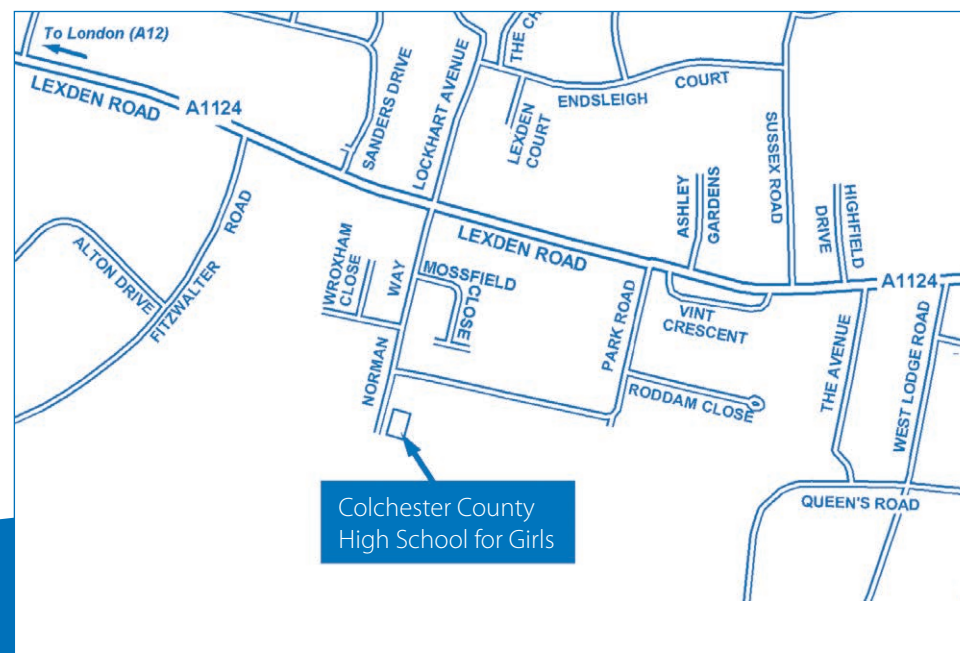 To London (A12)
LEXDEN ROAD
A1124
SANDERS DRIVE
LOCKHART AVENUE
LEXDEN
COURT
ENDSLEIGH
COURT
SUSSEX ROAD
ASHLEY
GARDENS
HIGHFIELD
DRIVE
ALTON DRIVE
FITZWALTER
ROAD
WROXHAM
CLOSE
NORMAN
WAY
MOSSFIELD
CLOSE
LEXDEN ROAD
A1124
PARK ROAD
VINT
CRESCENT
RODDAM CLOSE
THE AVENUE
WEST LODGE ROAD
QUEEN'S ROAD
Colchester County
High School for Girls